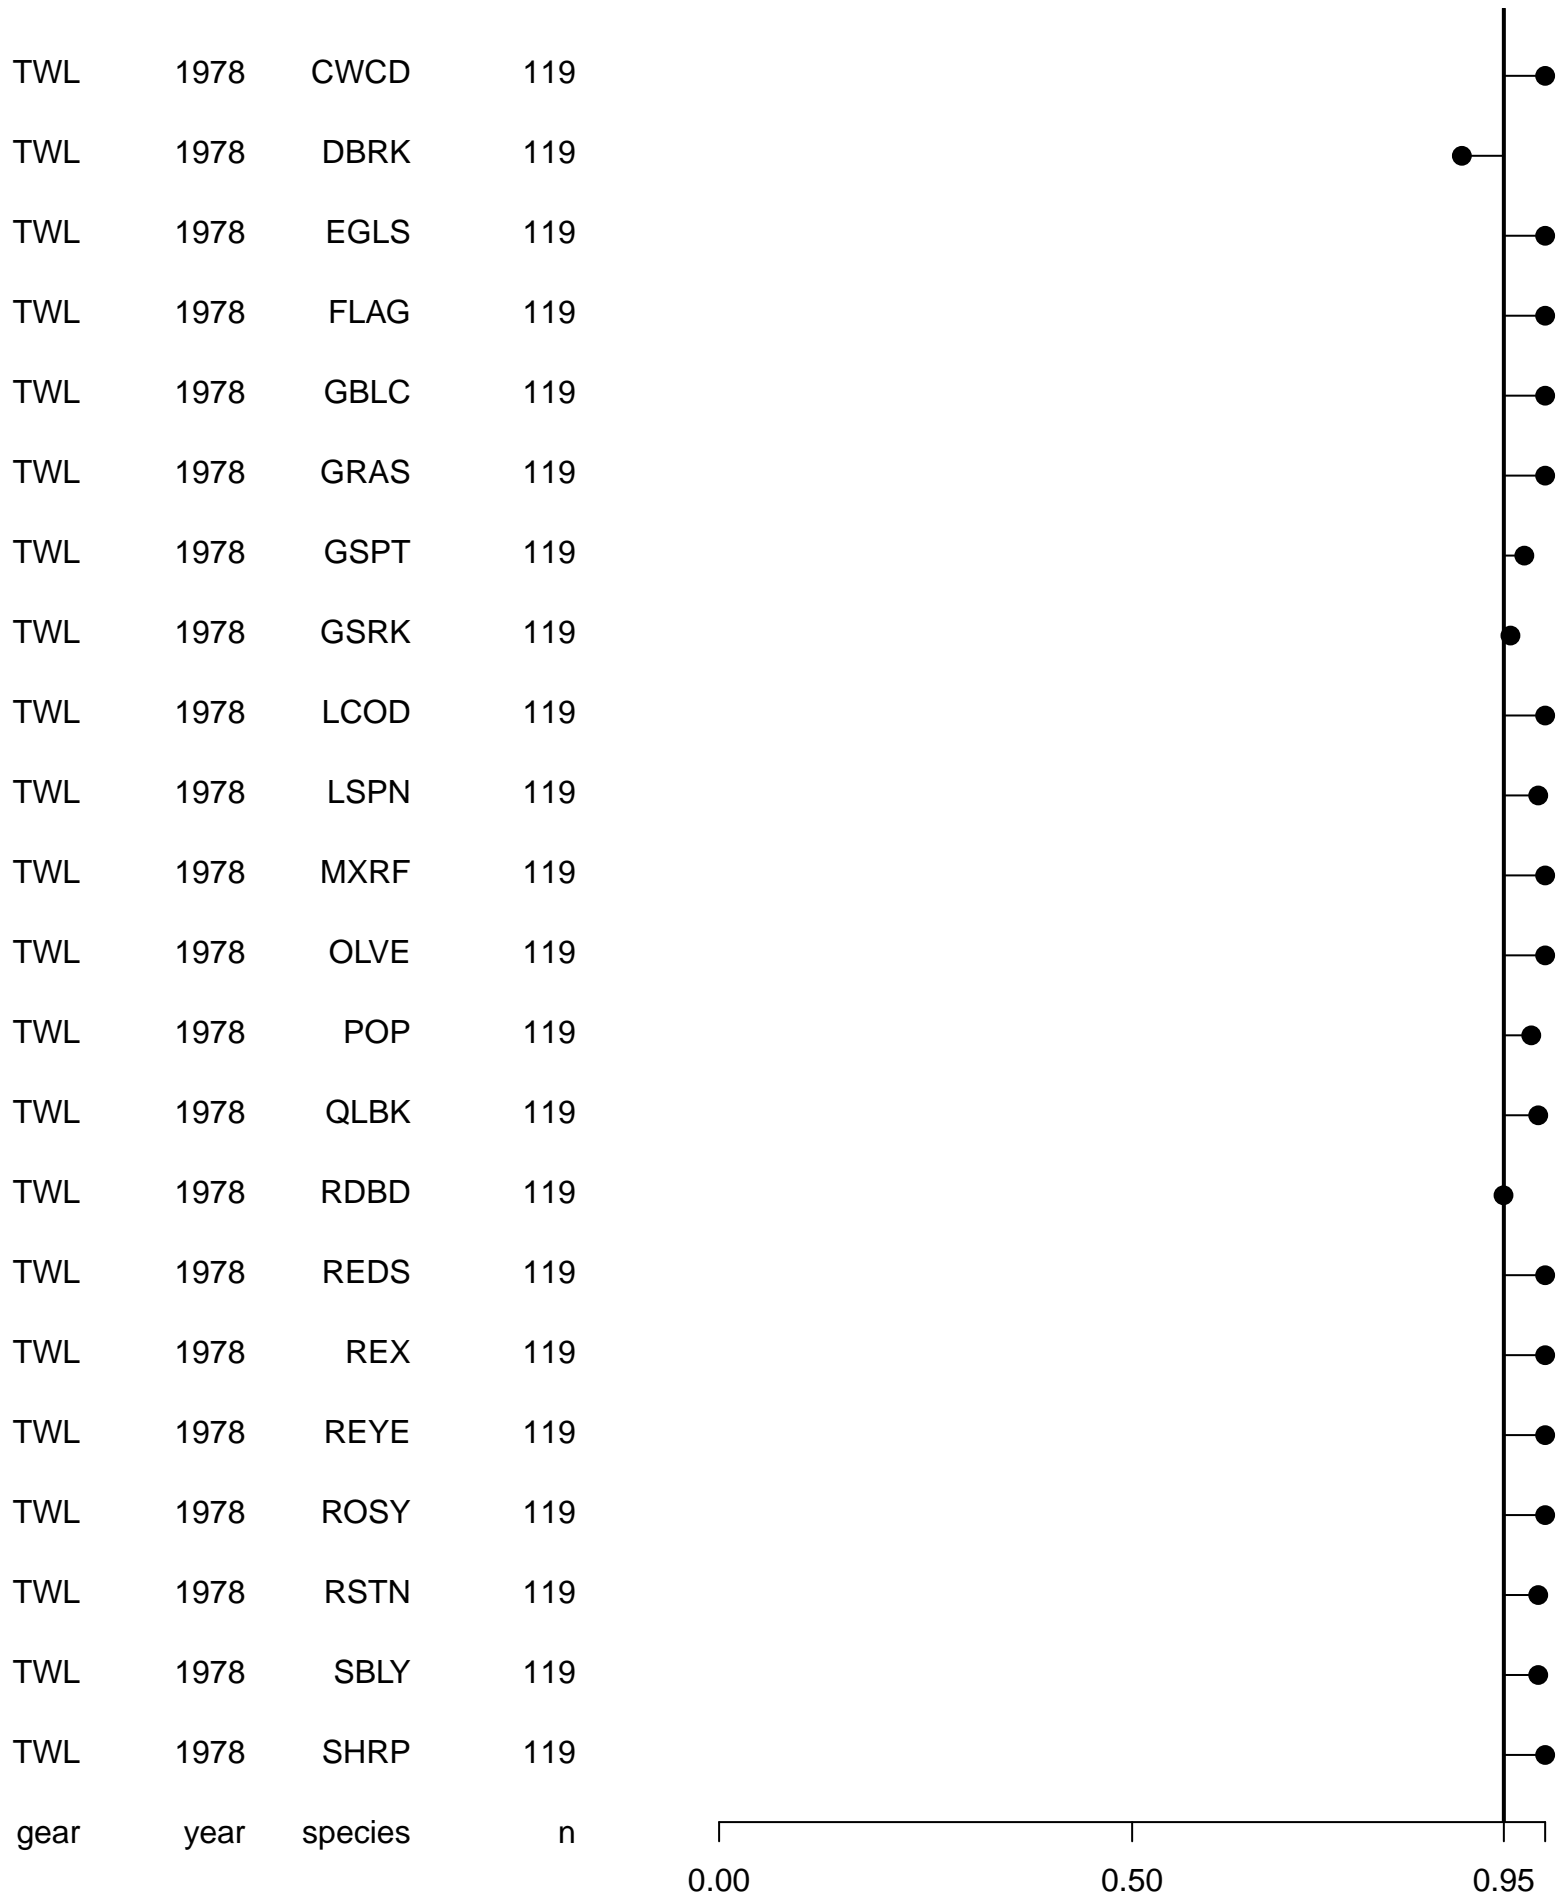 TWL 1978 CWCD 119
TWL 1978 DBRK 119
TWL 1978 EGLS 119
TWL 1978 FLAG 119
TWL 1978 GBLC 119
TWL 1978 GRAS 119
TWL 1978 GSPT 119
TWL 1978 GSRK 119
TWL 1978 LCOD 119
TWL 1978 LSPN 119
TWL 1978 MXRF 119
TWL 1978 OLVE 119
TWL 1978 POP 119
TWL 1978 QLBK 119
TWL 1978 RDBD 119
TWL 1978 REDS 119
TWL 1978 REX 119
TWL 1978 REYE 119
TWL 1978 ROSY 119
TWL 1978 RSTN 119
TWL 1978 SBLY 119
TWL 1978 SHRP 119
gear year species n
0.00 0.50 0.95